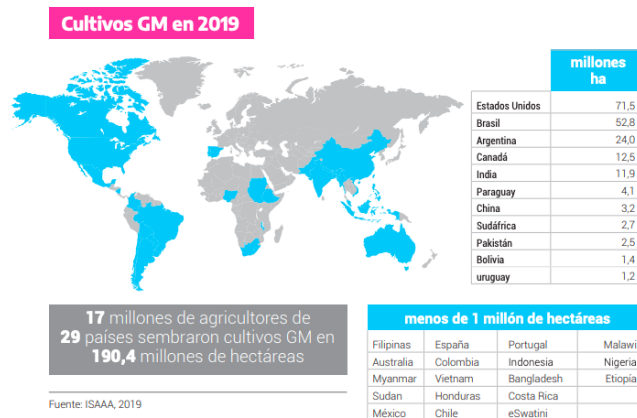 Cultivos GM en 2019
millones
ha
Estados Unidos 71,5
Brasil 52,8
Argentina 24,0
Canadá 12,5
India 11,9
Paraguay 4,1
China 3,2
Sudáfrica 2,7
Pakistán 2,5
Bolivia 1,4
uruguay 1,2
17 millones de agricultores de
29 países sembraron cultivos GM en
190,4 millones de hectáreas
Fuente: ISAAA, 2019
menos de 1 millón de hectáreas
Filipinas España Portugal Malawi
Australia Colombia Indonesia Nigeria
Myanmar Vietnam Bangladesh Etiopía
Sudan Honduras Costa Rica
México Chile eSwatini